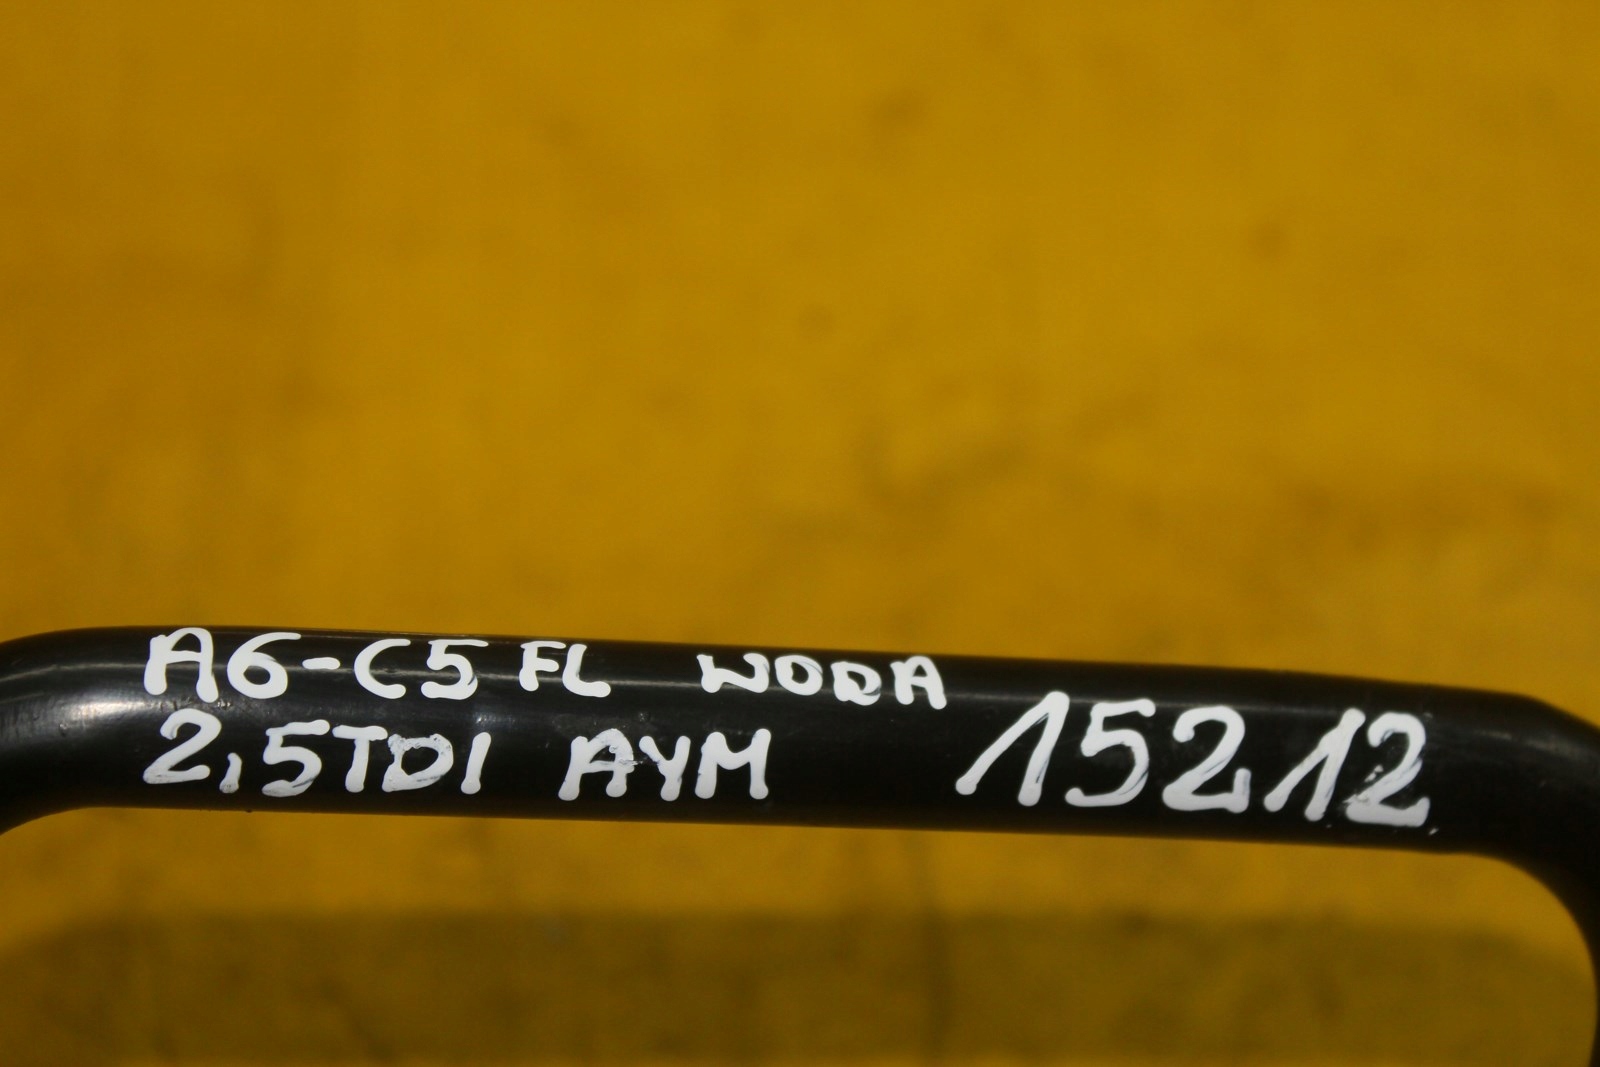 A6-C5 FL WODA
2,5TDI AYM
15212